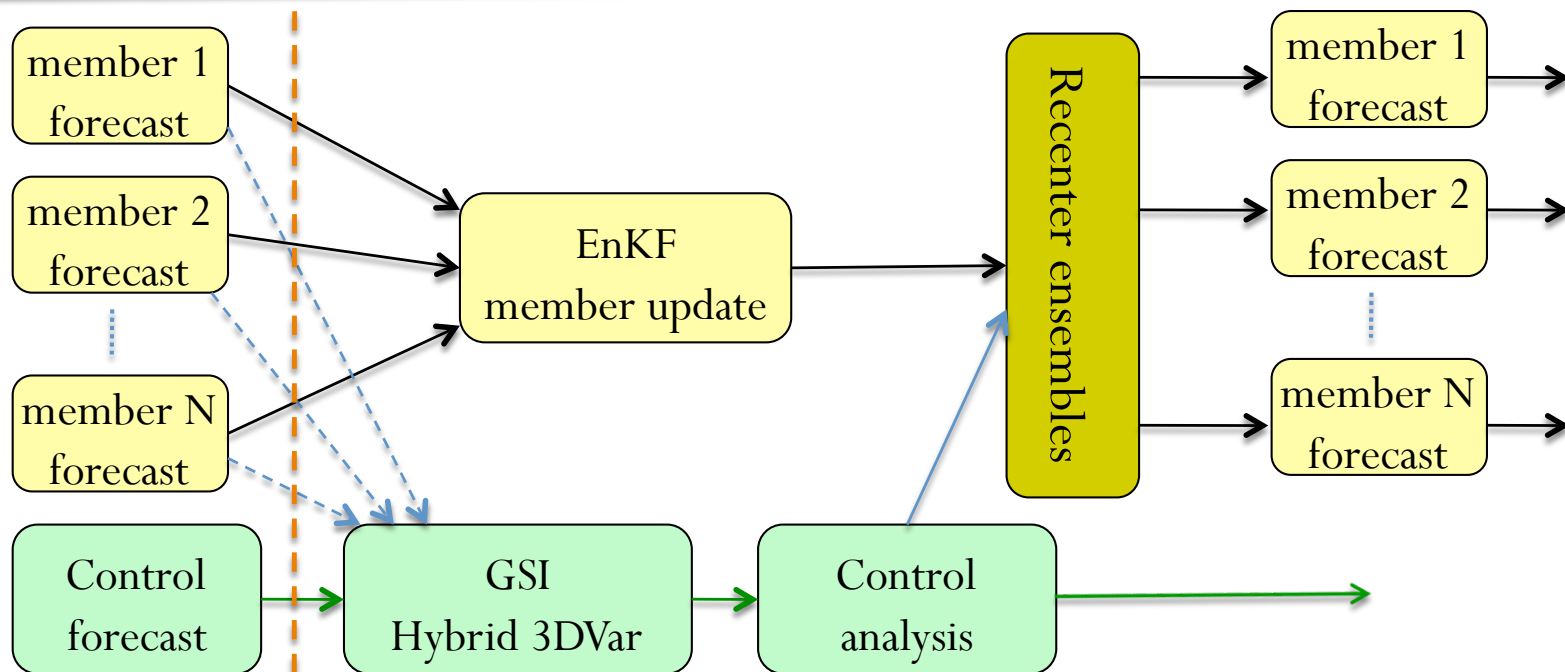 member 1
forecast
member 2
forecast
member N
forecast
Control
forecast
EnKF
member update
GSI
Hybrid 3DVar
Control
analysis
Recenter ensembles
member 1
forecast
member 2
forecast
member N
forecast